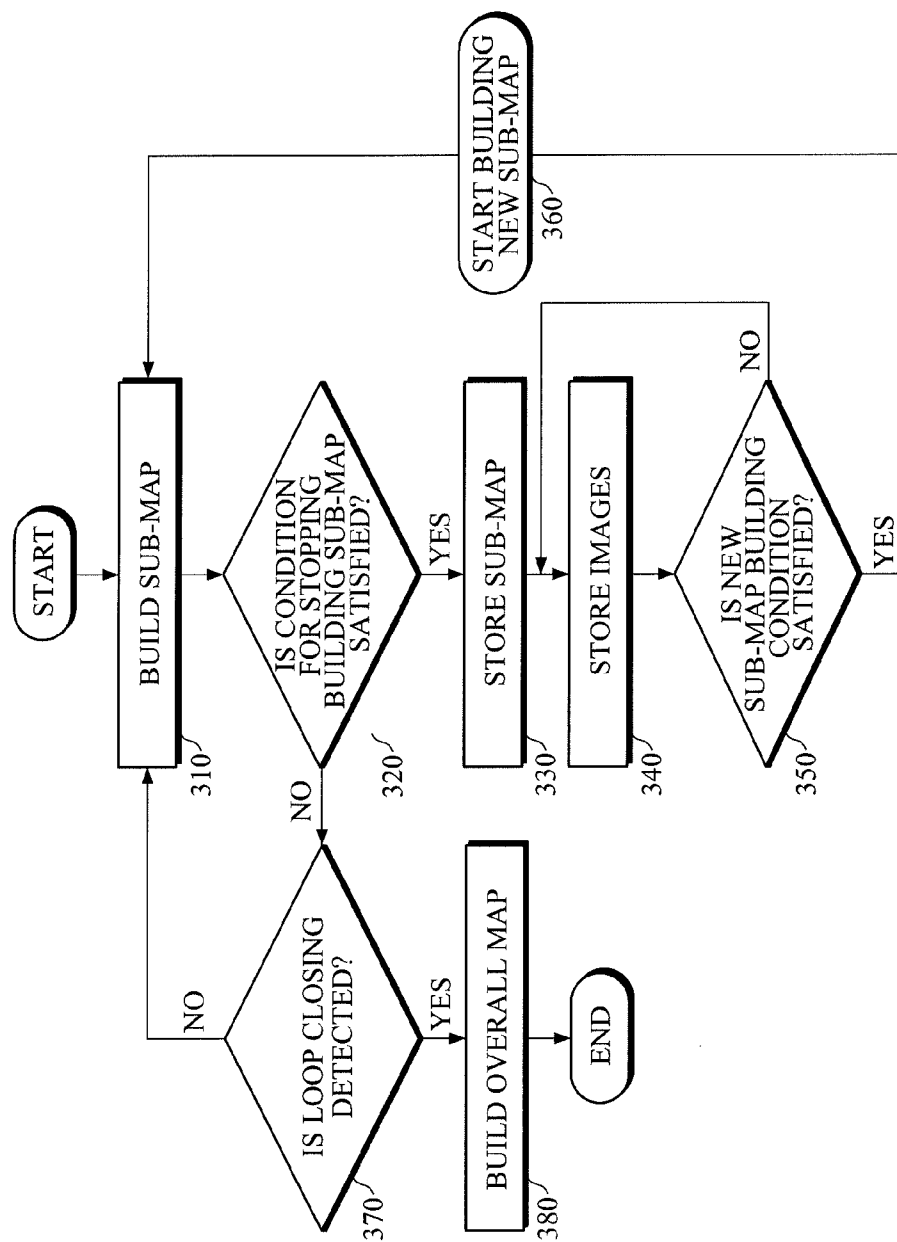 START
BUILD SUB-MAP
310
IS CONDITION
FOR STOPPING
BUILDING SUB-MAP
SATISFIED?
320
NO
YES
STORE SUB-MAP
330
STORE IMAGES
340
IS NEW
SUB-MAP BUILDING
CONDITION
SATISFIED?
350
NO
YES
START BUILDING
NEW SUB-MAP
360
IS LOOP CLOSING
DETECTED?
370
NO
YES
BUILD OVERALL MAP
380
END